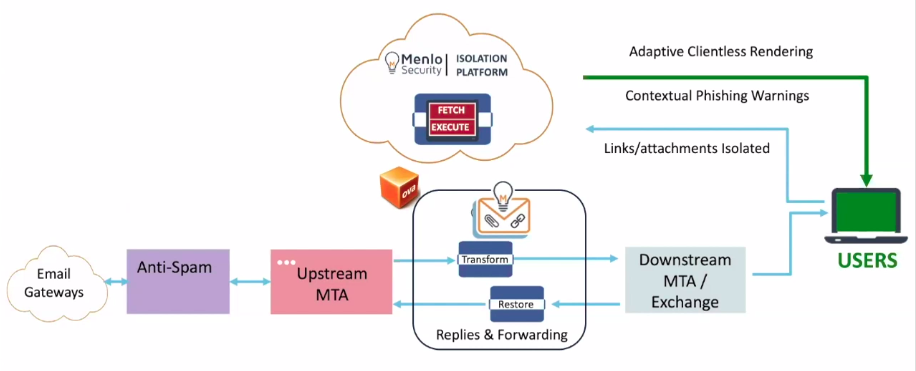 Menlo
Security
ISOLATION
PLATFORM
FETCH
EXECUTE
Adaptive Clientless Rendering
Contextual Phishing Warnings
Links/attachments Isolated
ova
M
USERS
Email
Gateways
Anti-Spam
Upstream
MTA
Transform
Restore
Replies & Forwarding
Downstream
MTA /
Exchange